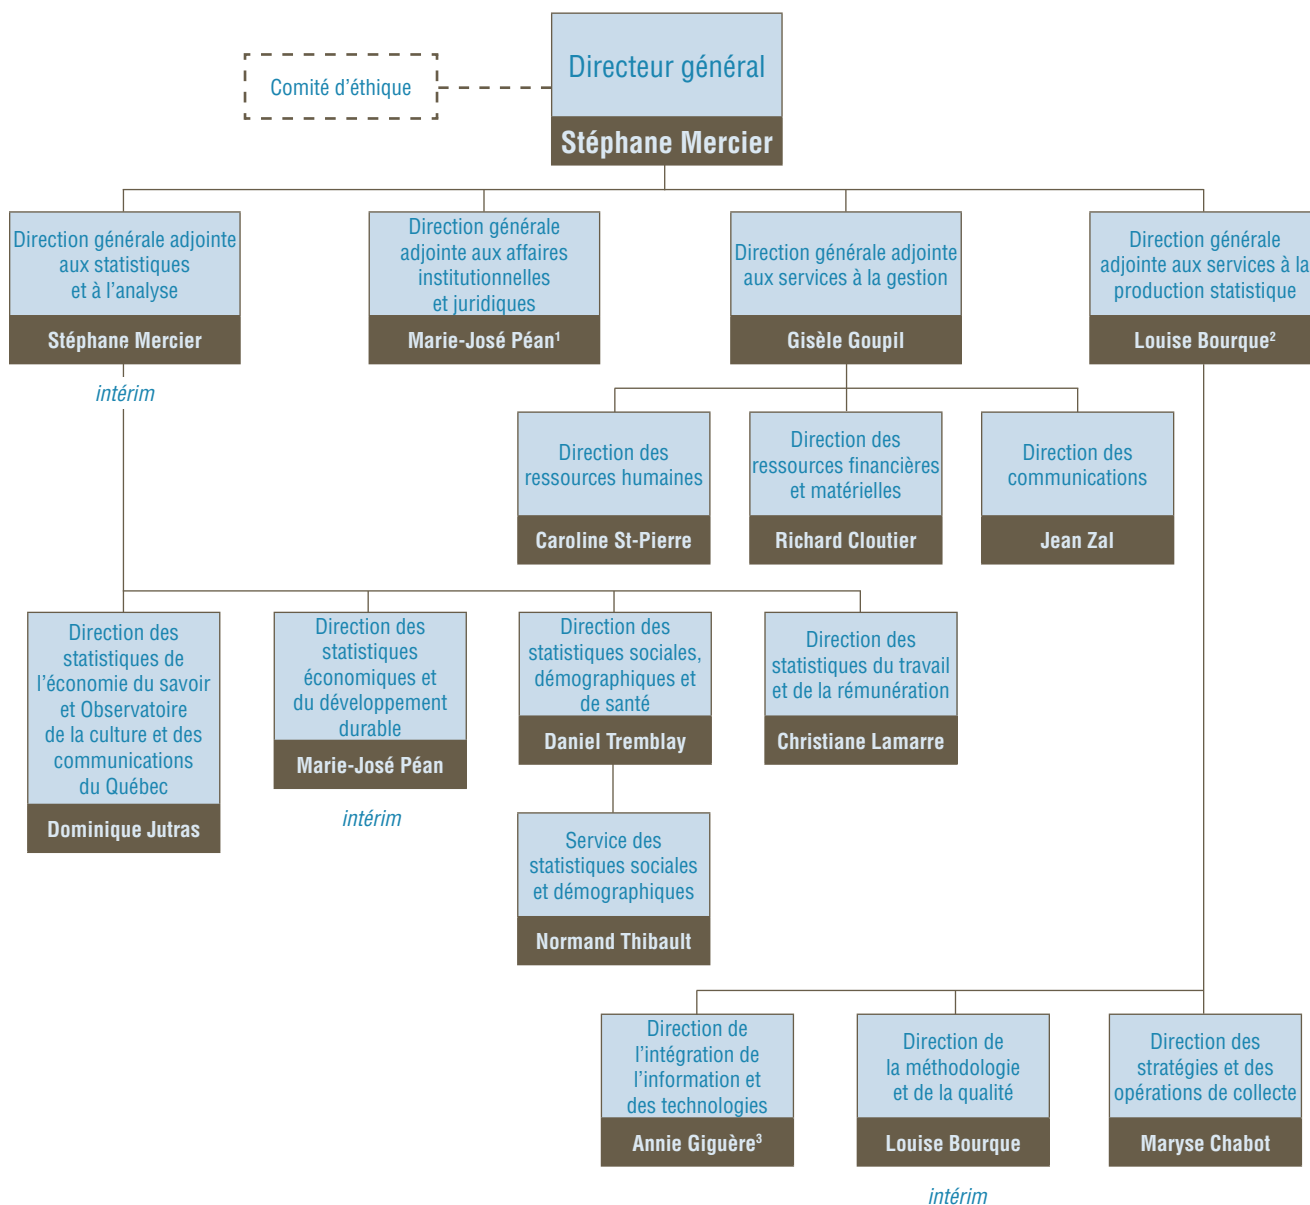 Directeur général
Stéphane Mercier
Comité d’éthique
Direction générale adjointe
aux statistiques
et à l’analyse
Stéphane Mercier
intérim
Direction générale
adjointe aux affaires
institutionnelles
et juridiques
Marie-José Péan¹
Direction générale adjointe
aux services à la gestion
Gisèle Goupil
Direction générale
adjointe aux services à la
production statistique
Louise Bourque²
Direction des
ressources humaines
Caroline St-Pierre
Direction des
ressources financières
et matérielles
Richard Cloutier
Direction des
communications
Jean Zal
Direction des
statistiques de
l’économie du savoir
et Observatoire
de la culture et des
communications
du Québec
Dominique Jutras
Direction des
statistiques
économiques et
du développement
durable
Marie-José Péan
intérim
Direction des
statistiques sociales,
démographiques et
de santé
Daniel Tremblay
Direction des
statistiques du travail
et de la rémunération
Christiane Lamarre
Service des
statistiques sociales
et démographiques
Normand Thibault
Direction de
l’intégration de
l’information et
des technologies
Annie Giguère³
Direction de
la méthodologie
et de la qualité
Louise Bourque
intérim
Direction des
stratégies et des
opérations de collecte
Maryse Chabot